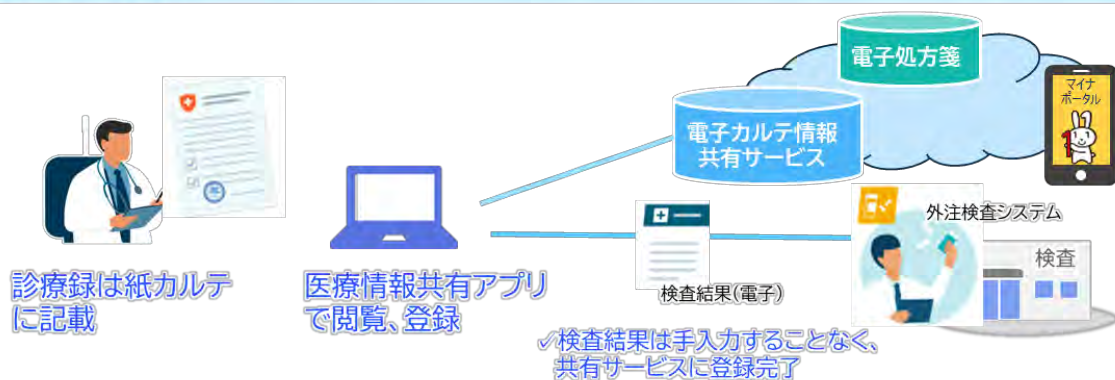 電子処方箋
マイナ
ポータル
電子カルテ情報
共有サービス
外注検査システム
検査
検査結果(電子)
診療録は紙カルテ
に記載
医療情報共有アプリ
で閲覧、登録
✓検査結果は手入力することなく、
共有サービスに登録完了